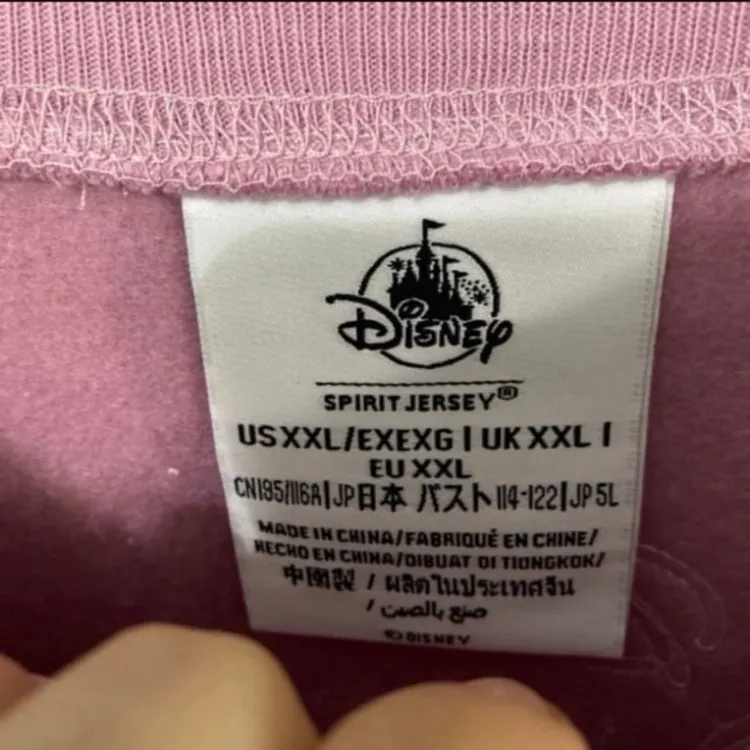 Disney
SPIRIT JERSEY®
US XXL/EXEXG | UK XXL |
EU XXL
CN195/116A|JP日本 バスト 114-122|JP 5L
MADE IN CHINA/FABRIQUÉ EN CHINE/
HECHO EN CHINA/DIBUAT DI TIONGKOK/
中國製 / ผลิตในประเทศจีน
/ صنع بالصين
©DISNEY